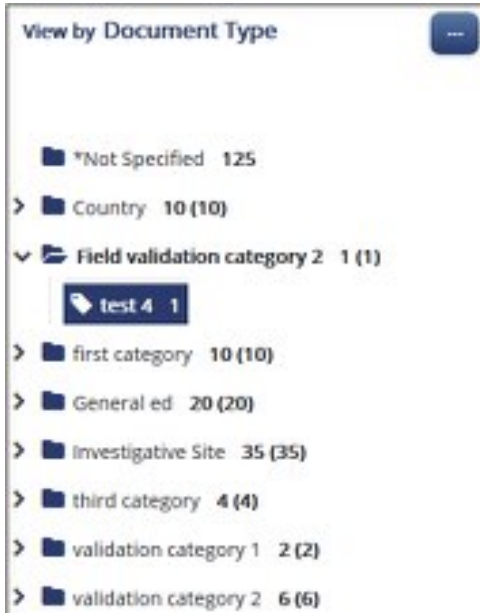 View by Document Type
...
*Not Specified 125
Country 10 (10)
Field validation category 2 1 (1)
test 4 1
first category 10 (10)
General ed 20 (20)
Investigative Site 35 (35)
third category 4 (4)
validation category 1 2 (2)
validation category 2 6 (6)